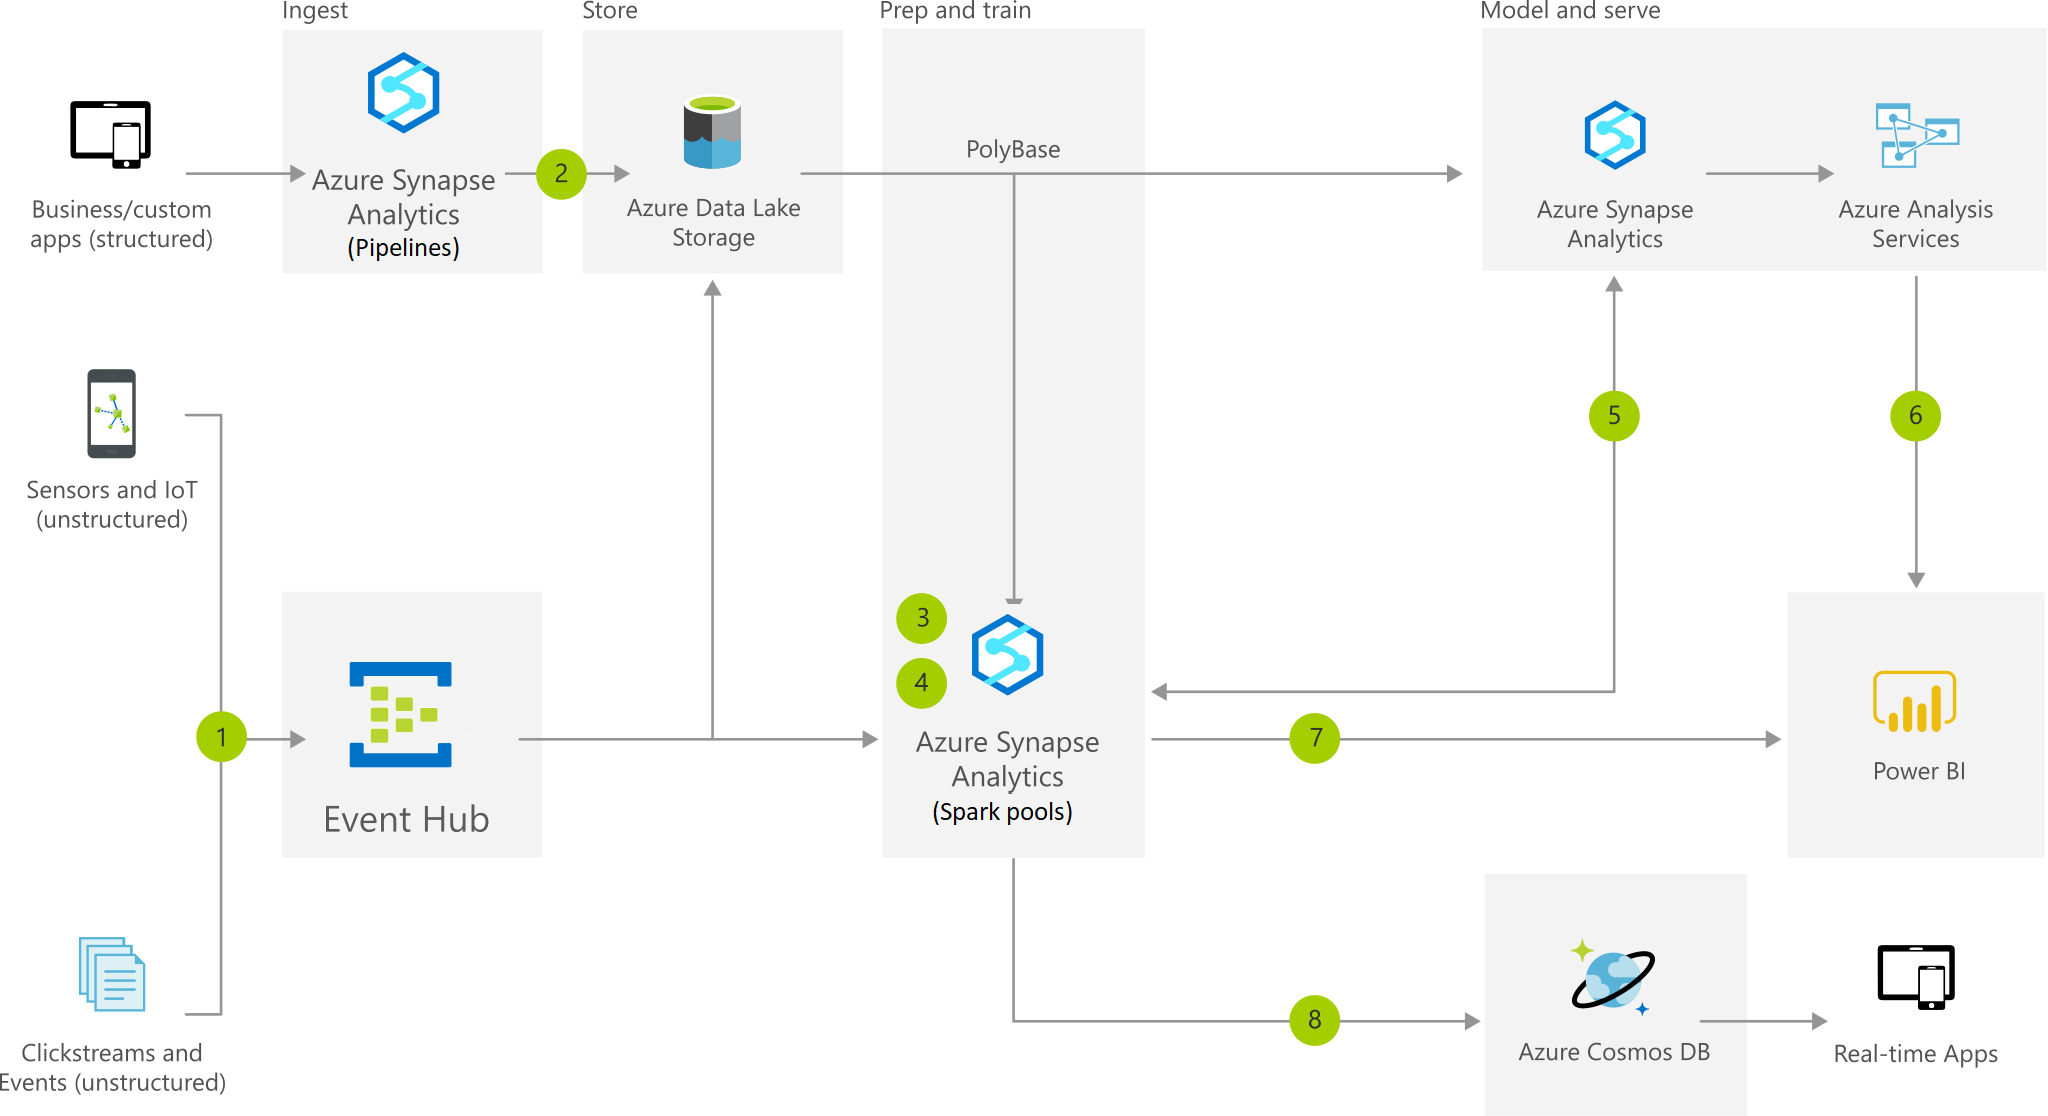 Ingest
Store
Prep and train
Model and serve
Business/custom
apps (structured)
Azure Synapse
Analytics
(Pipelines)
2
Azure Data Lake
Storage
PolyBase
Azure Synapse
Analytics
Azure Analysis
Services
Sensors and IoT
(unstructured)
5
6
1
Event Hub
3
4
Azure Synapse
Analytics
(Spark pools)
7
Power BI
Clickstreams and
Events (unstructured)
8
Azure Cosmos DB
Real-time Apps